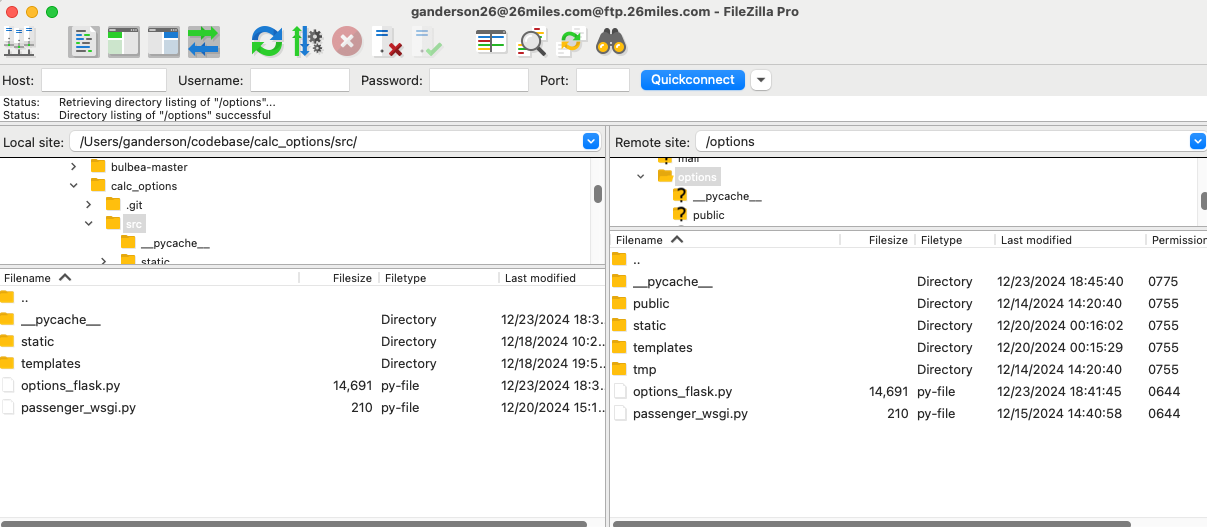 ganderson26@26miles.com@ftp.26miles.com - FileZilla Pro
Host: Username: Password: Port: Quickconnect
Status: Retrieving directory listing of "/options"...
Status: Directory listing of "/options" successful
Local site: /Users/ganderson/codebase/calc_options/src/
bulbea-master
calc_options
.git
src
__pycache__
static
Filename Filesize Filetype Last modified
..
__pycache__ Directory 12/23/2024 18:3...
static Directory 12/18/2024 10:2...
templates Directory 12/18/2024 19:5...
options_flask.py 14,691 py-file 12/23/2024 18:3...
passenger_wsgi.py 210 py-file 12/20/2024 15:1...
Remote site: /options
mail
options
__pycache__
public
Filename Filesize Filetype Last modified Permission
..
__pycache__ Directory 12/23/2024 18:45:40 0775
public Directory 12/14/2024 14:20:40 0755
static Directory 12/20/2024 00:16:02 0755
templates Directory 12/20/2024 00:15:29 0755
tmp Directory 12/14/2024 14:20:40 0755
options_flask.py 14,691 py-file 12/23/2024 18:41:45 0644
passenger_wsgi.py 210 py-file 12/15/2024 14:40:58 0644